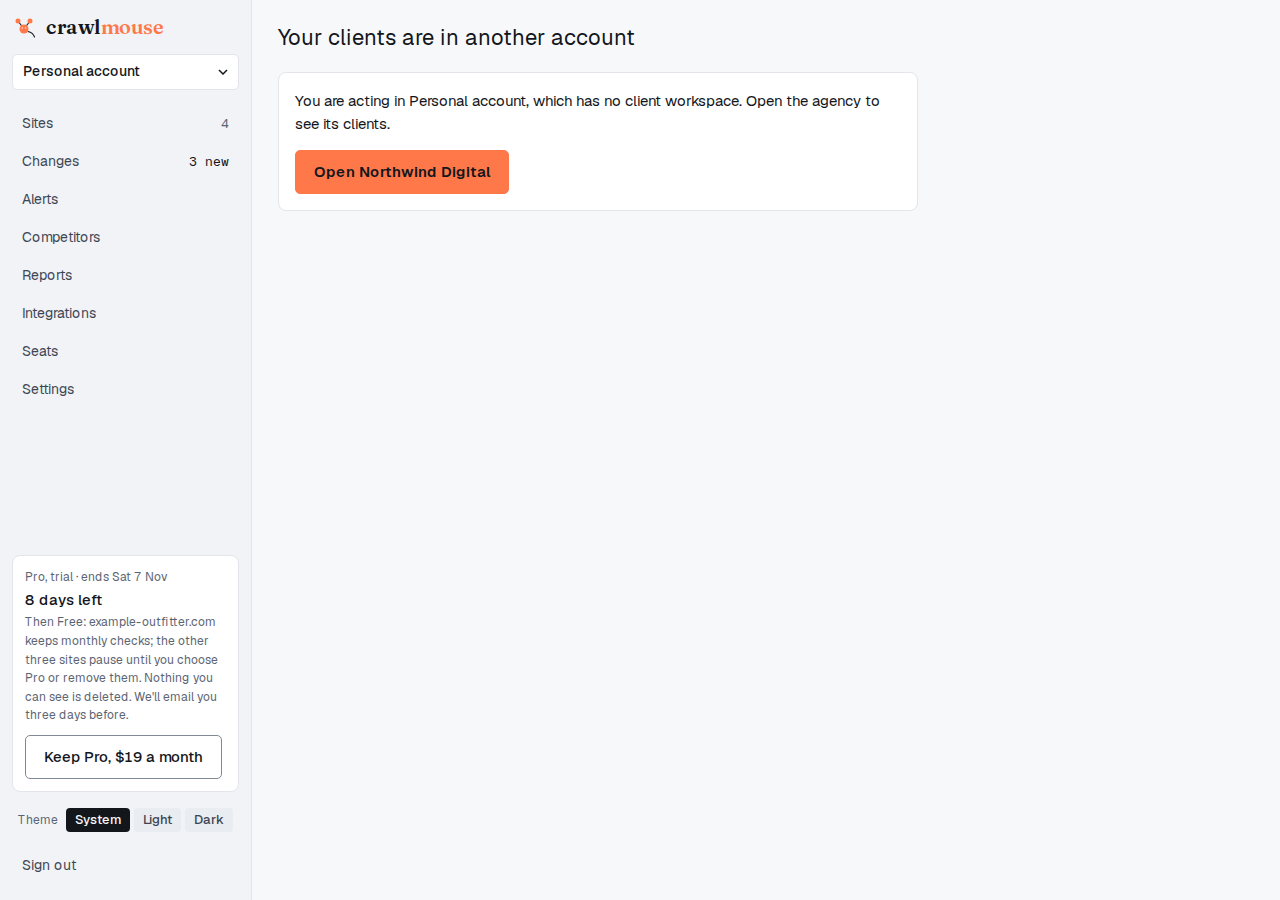 crawlmouse
Personal account
Sites 4
Changes 3 new
Alerts
Competitors
Reports
Integrations
Seats
Settings
Pro, trial · ends Sat 7 Nov
8 days left
Then Free: example-outfitter.com
keeps monthly checks; the other
three sites pause until you choose
Pro or remove them. Nothing you
can see is deleted. We'll email you
three days before.
Keep Pro, $19 a month
Theme System Light Dark
Sign out
Your clients are in another account
You are acting in Personal account, which has no client workspace. Open the agency to
see its clients.
Open Northwind Digital